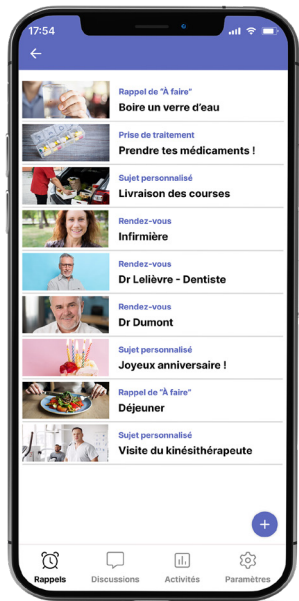 17:54
Rappel de "À faire"
Boire un verre d'eau
Prise de traitement
Prendre tes médicaments !
Sujet personnalisé
Livraison des courses
Rendez-vous
Infirmière
Rendez-vous
Dr Lelièvre - Dentiste
Rendez-vous
Dr Dumont
Sujet personnalisé
Joyeux anniversaire !
Rappel de "À faire"
Déjeuner
Sujet personnalisé
Visite du kinésithérapeute
Rappels Discussions Activités Paramètres